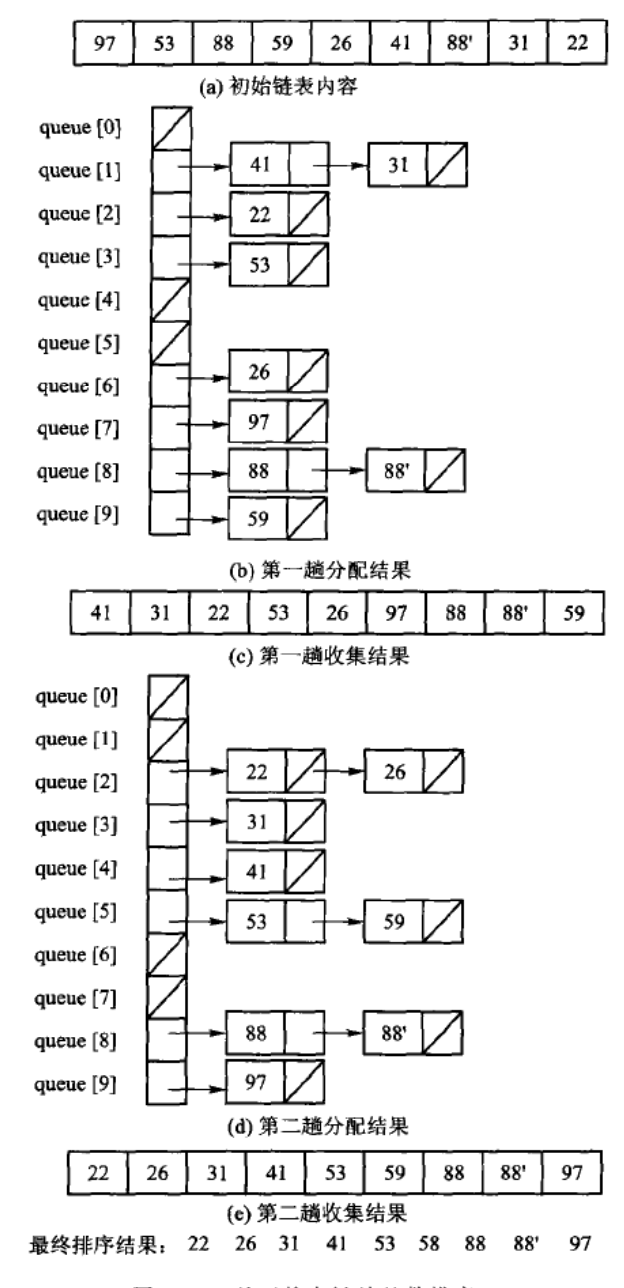 97 53 88 59 26 41 88' 31 22
(a) 初始链表内容
queue [0]
queue [1] 41 31
queue [2] 22
queue [3] 53
queue [4]
queue [5]
queue [6] 26
queue [7] 97
queue [8] 88 88'
queue [9] 59
(b) 第一趟分配结果
41 31 22 53 26 97 88 88' 59
(c) 第一趟收集结果
queue [0]
queue [1]
queue [2] 22 26
queue [3] 31
queue [4] 41
queue [5] 53 59
queue [6]
queue [7]
queue [8] 88 88'
queue [9] 97
(d) 第二趟分配结果
22 26 31 41 53 59 88 88' 97
(e) 第二趟收集结果
最终排序结果: 22 26 31 41 53 58 88 88' 97